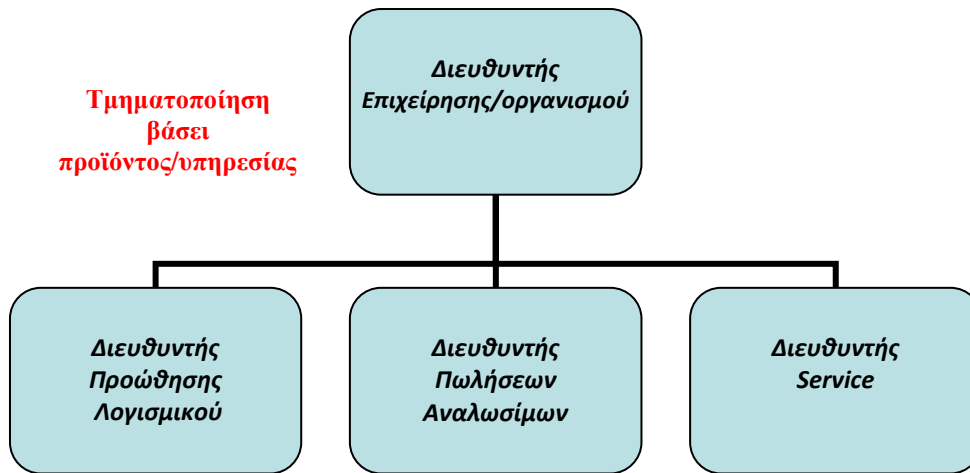 Διευθυντής
Επιχείρησης/οργανισμού
Τμηματοποίηση
βάσει
προϊόντος/υπηρεσίας
Διευθυντής
Προώθησης
Λογισμικού
Διευθυντής
Πωλήσεων
Αναλωσίμων
Διευθυντής
Service